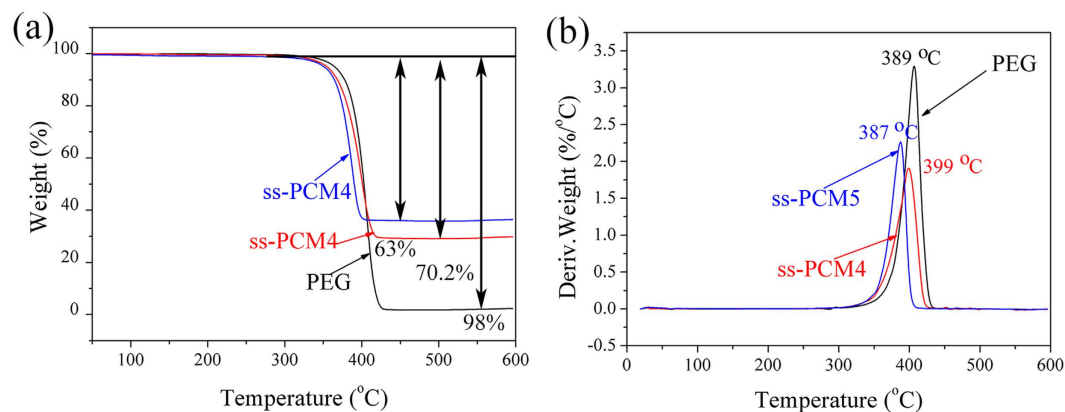 (a)
100
80
60
40
20
0
Weight (%)
ss-PCM4
ss-PCM4
PEG
63%
70.2%
98%
100
200
300
400
500
600
Temperature (°C)
(b)
3.5
3.0
2.5
2.0
1.5
1.0
0.5
0.0
-0.5
Deriv.Weight (%/°C)
389 °C
PEG
387 °C
399 °C
ss-PCM5
ss-PCM4
0
100
200
300
400
500
600
Temperature (°C)